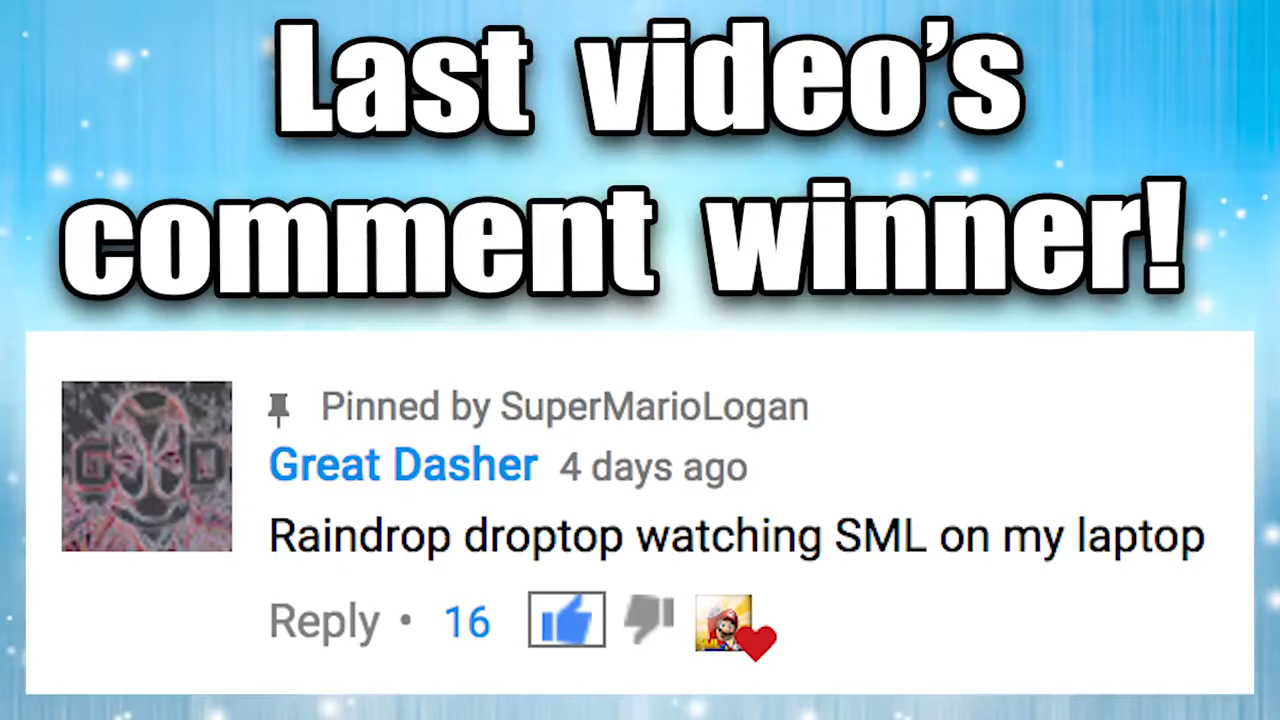 Last video's
comment winner!
Pinned by SuperMarioLogan
Great Dasher 4 days ago
Raindrop droptop watching SML on my laptop
Reply • 16
G D